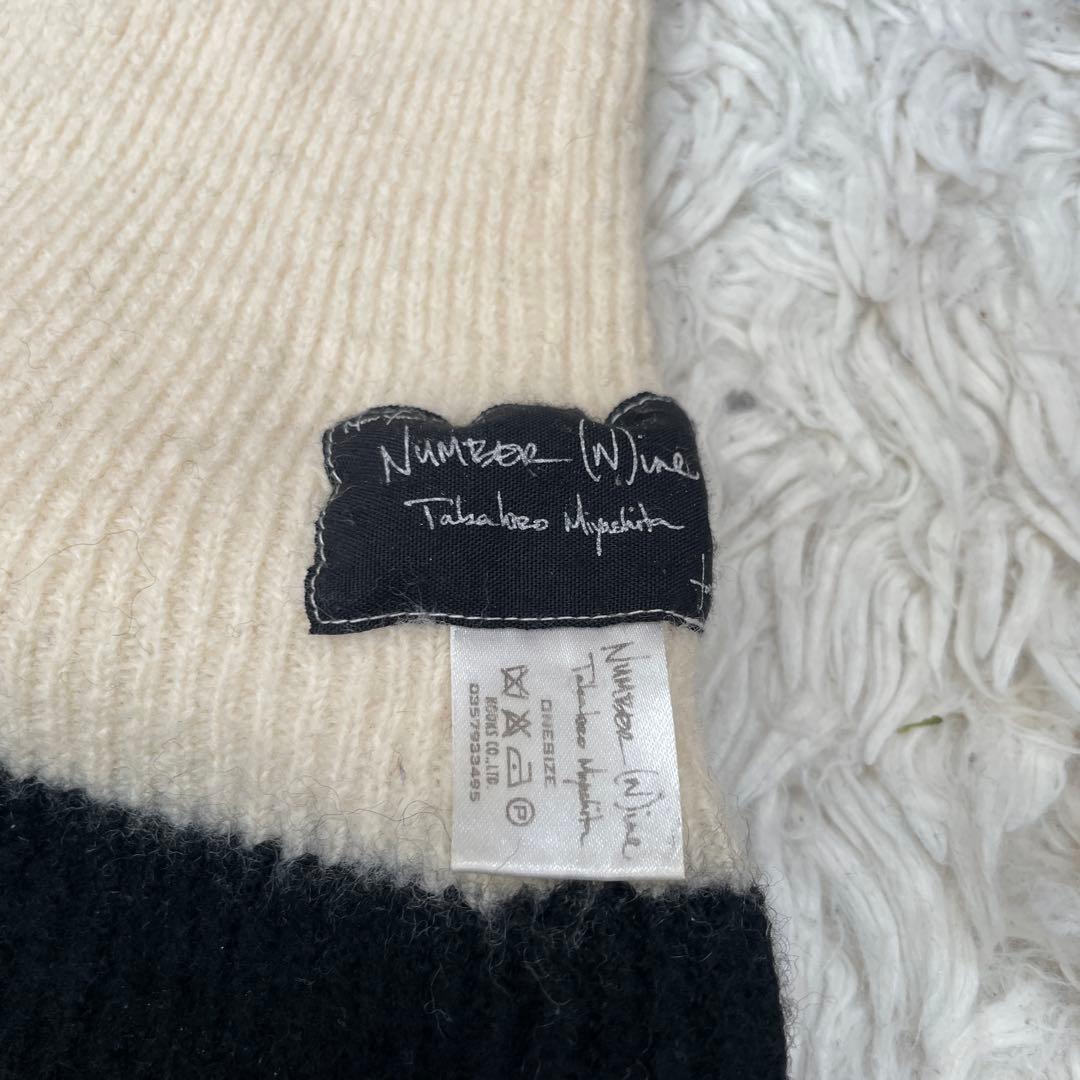 NUMBER (N)ine
Takahiro Miyashita
NUMBER (N)ine
Takahiro Miyashita
ONESIZE
P
KOOKS CO., LTD.
0357933495